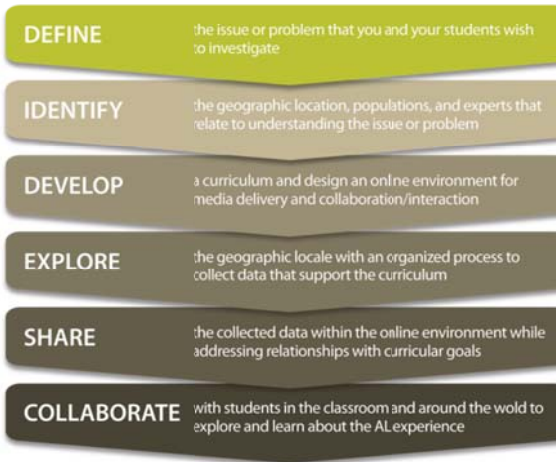 DEFINE
the issue or problem that you and your students wish
to investigate
IDENTIFY
the geographic location, populations, and experts that
relate to understanding the issue or problem
DEVELOP
a curriculum and design an online environment for
media delivery and collaboration/interaction
EXPLORE
the geographic locale with an organized process to
collect data that support the curriculum
SHARE
the collected data within the online environment while
addressing relationships with curricular goals
COLLABORATE
with students in the classroom and around the wold to
explore and learn about the AL experience